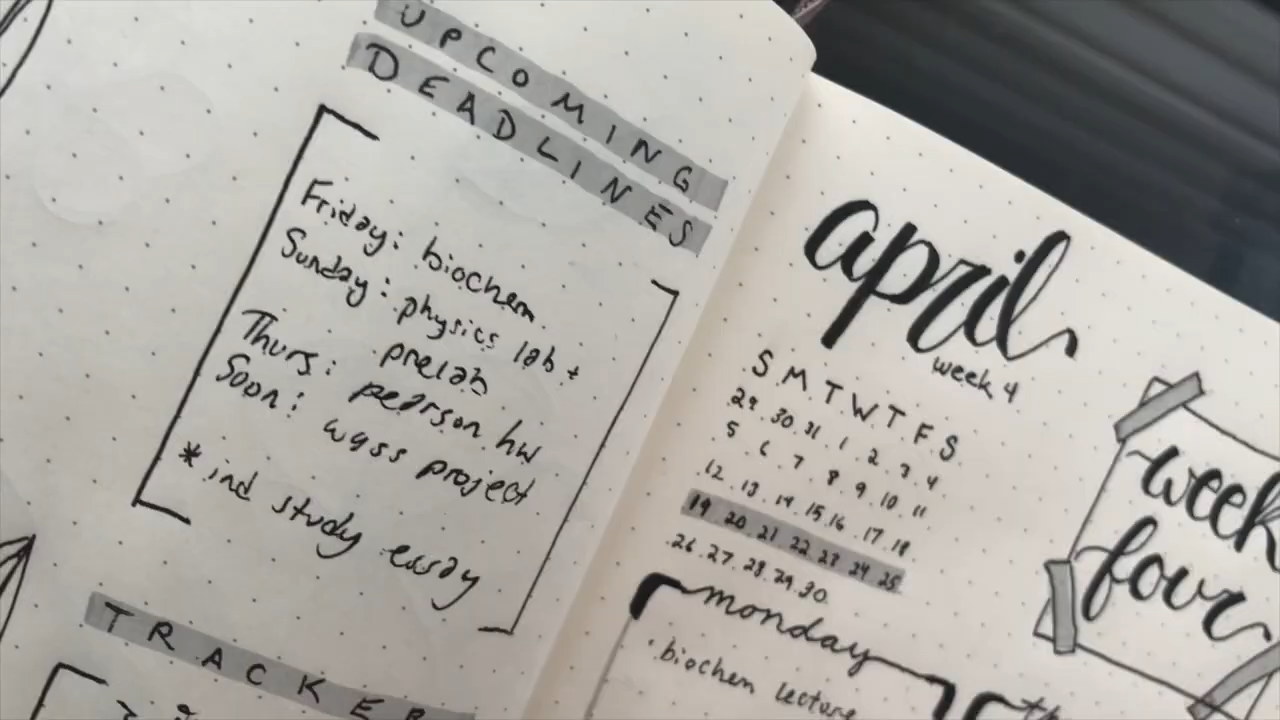 UPCOMING
DEADLINES
Friday: biochem
Sunday: physics lab +
prelab
Thurs: pearson hw
Soon: wyss project
* ind study essay
TRACKER
april
week 4
S M T W T F S
29 30 31 1 2 3 4
5 6 7 8 9 10 11
12 13 14 15 16 17 18
19 20 21 22 23 24 25
26 27 28 29 30
week
four
monday
· biochem lecture